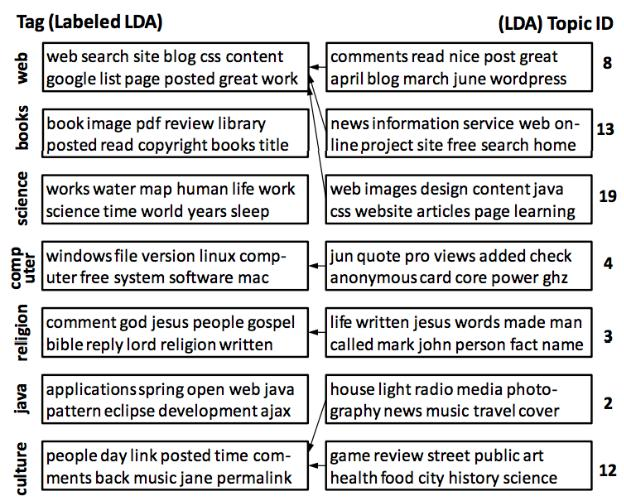 Tag (Labeled LDA)
(LDA) Topic ID
web
web search site blog css content
google list page posted great work
comments read nice post great
april blog march june wordpress
8
books
book image pdf review library
posted read copyright books title
news information service web on-
line project site free search home
13
science
works water map human life work
science time world years sleep
web images design content java
css website articles page learning
19
comp
uter
windows file version linux comp-
uter free system software mac
jun quote pro views added check
anonymous card core power ghz
4
religion
comment god jesus people gospel
bible reply lord religion written
life written jesus words made man
called mark john person fact name
3
java
applications spring open web java
pattern eclipse development ajax
house light radio media photo-
graphy news music travel cover
2
culture
people day link posted time com-
ments back music jane permalink
game review street public art
health food city history science
12